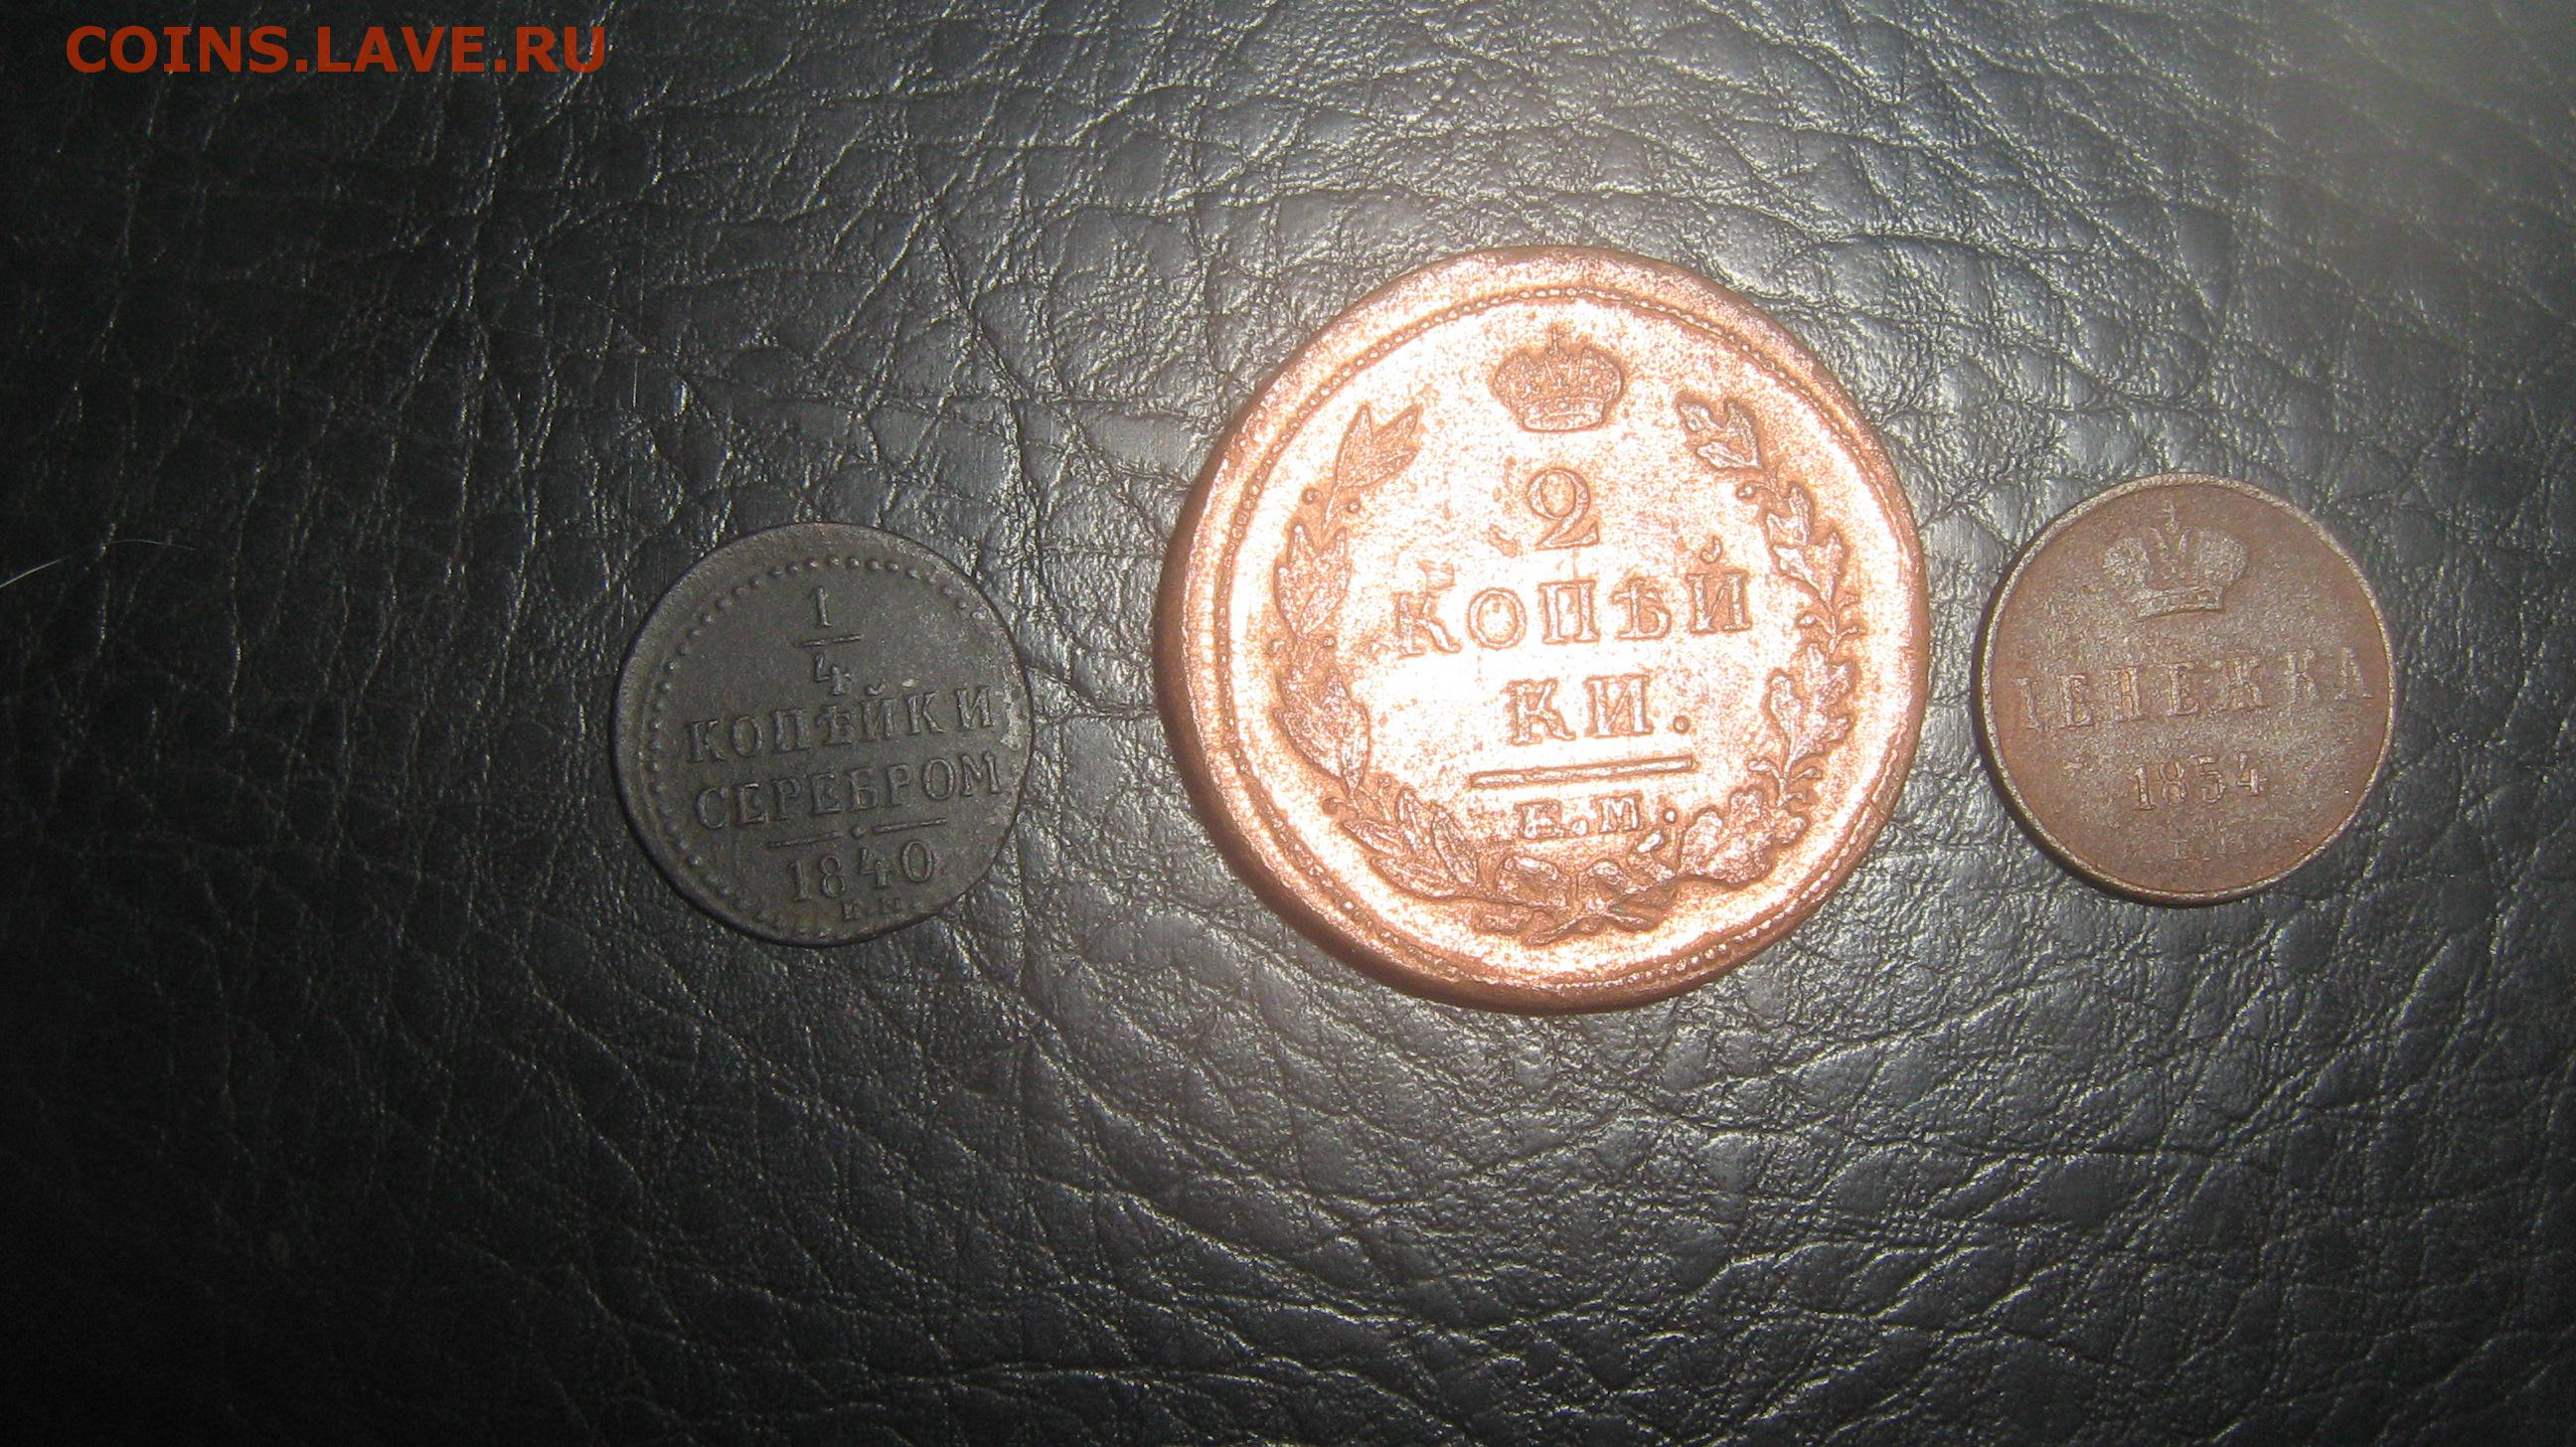 COINS.LAVE.RU
1
4
КОПѢЙКИ
СЕРЕБРОМ
1840
Е М
2
КОПѢЙ
КИ.
Е.М.
ДЕНЕЖКА
1854